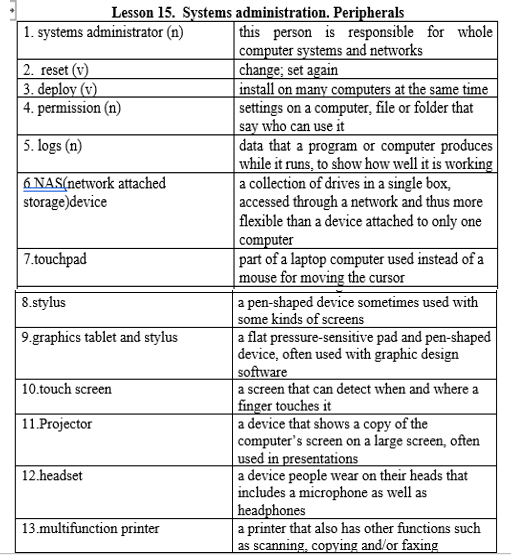 Lesson 15. Systems administration. Peripherals
1. systems administrator (n)
this person is responsible for whole
computer systems and networks
2. reset (v)
change; set again
3. deploy (v)
install on many computers at the same time
4. permission (n)
settings on a computer, file or folder that
say who can use it
5. logs (n)
data that a program or computer produces
while it runs, to show how well it is working
6.NAS(network attached
storage)device
a collection of drives in a single box,
accessed through a network and thus more
flexible than a device attached to only one
computer
7.touchpad
part of a laptop computer used instead of a
mouse for moving the cursor
8.stylus
a pen-shaped device sometimes used with
some kinds of screens
9.graphics tablet and stylus
a flat pressure-sensitive pad and pen-shaped
device, often used with graphic design
software
10.touch screen
a screen that can detect when and where a
finger touches it
11.Projector
a device that shows a copy of the
computer's screen on a large screen, often
used in presentations
12.headset
a device people wear on their heads that
includes a microphone as well as
headphones
13.multifunction printer
a printer that also has other functions such
as scanning, copying and/or faxing